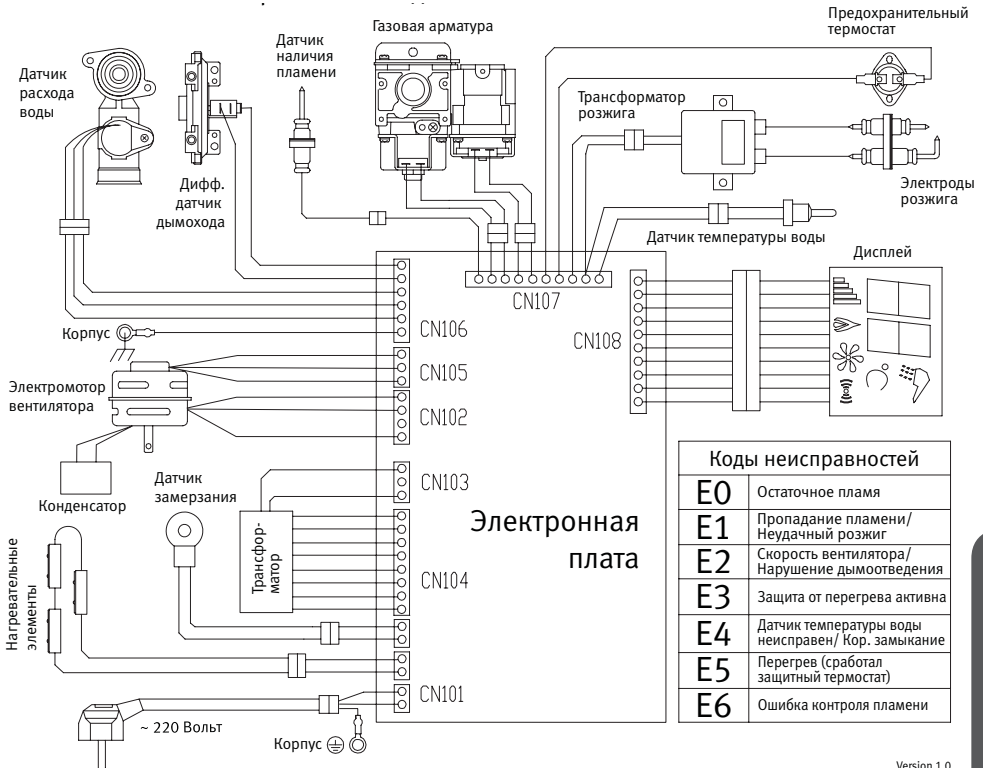 Датчик
расхода
воды
Дифф.
датчик
дымохода
Датчик
наличия
пламени
Газовая арматура
Предохранительный
термостат
Трансформатор
розжига
Электроды
розжига
Датчик температуры воды
Дисплей
CN107
CN106
CN108
Корпус
CN105
Электромотор
вентилятора
CN102
Конденсатор
Датчик
замерзания
CN103
Трансфор-
матор
CN104
Электронная
плата
Нагревательные
элементы
CN101
~ 220 Вольт
Корпус
Коды неисправностей
E0 Остаточное пламя
E1 Пропадание пламени/
Неудачный розжиг
E2 Скорость вентилятора/
Нарушение дымоотведения
E3 Защита от перегрева активна
E4 Датчик температуры воды
неисправен/ Кор. замыкание
E5 Перегрев (сработал
защитный термостат)
E6 Ошибка контроля пламени
Version 1.0